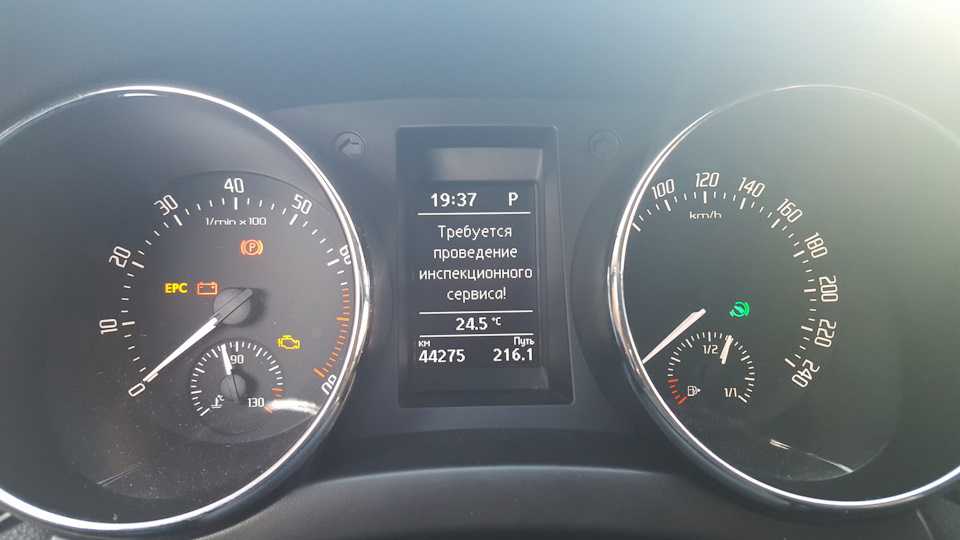 10
20
30
40
50
60
80
0
1/min x 100
(P)
EPC
90
130
19:37 P
Требуется
проведение
инспекционного
сервиса!
24.5 °C
км Путь
44275 216.1
100
120
140
160
180
200
220
240
km/h
1/2
1/1